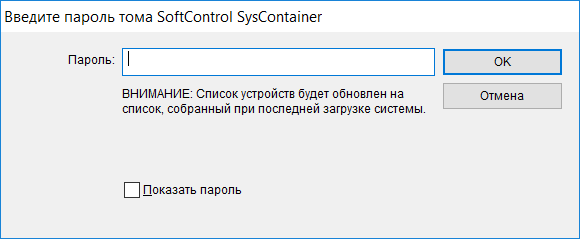 Введите пароль тома SoftControl SysContainer
Пароль:
OK
ВНИМАНИЕ: Список устройств будет обновлен на
список, собранный при последней загрузке системы.
Отмена
Показать пароль